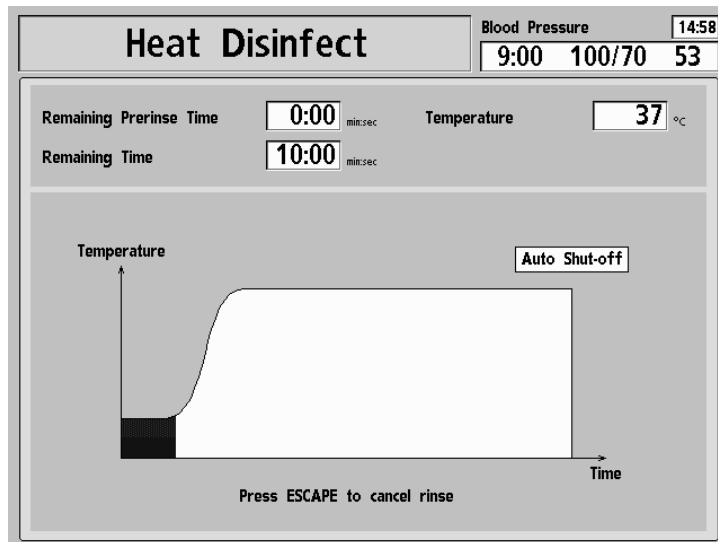 Heat Disinfect
Blood Pressure 14:58
9:00 100/70 53
Remaining Prerinse Time 0:00 min:sec Temperature 37 °C
Remaining Time 10:00 min:sec
Temperature
Auto Shut-off
Time
Press ESCAPE to cancel rinse